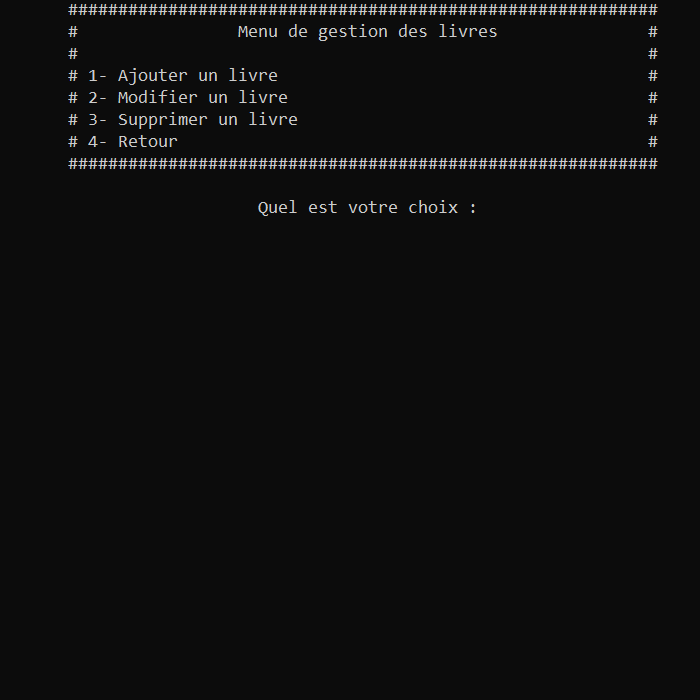 ###########################################################
#                Menu de gestion des livres               #
#                                                         #
# 1- Ajouter un livre                                     #
# 2- Modifier un livre                                    #
# 3- Supprimer un livre                                   #
# 4- Retour                                               #
###########################################################
Quel est votre choix :